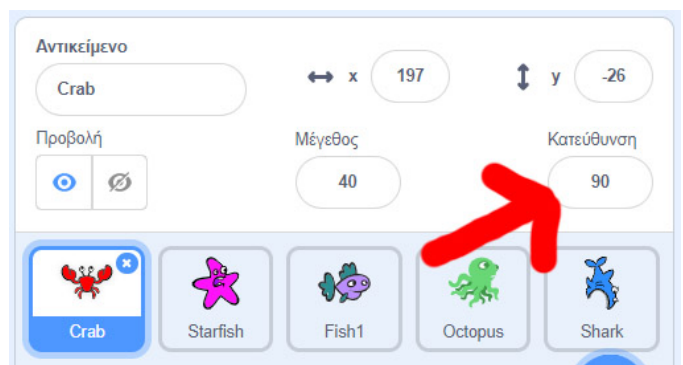 Αντικείμενο
Crab
x 197
y -26
Προβολή
Μέγεθος
Κατεύθυνση
40
90
Crab
Starfish
Fish1
Octopus
Shark